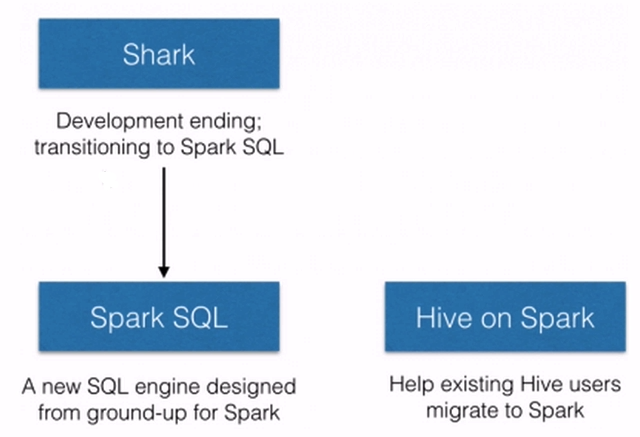 Shark
Development ending;
transitioning to Spark SQL
Spark SQL
A new SQL engine designed
from ground-up for Spark
Hive on Spark
Help existing Hive users
migrate to Spark